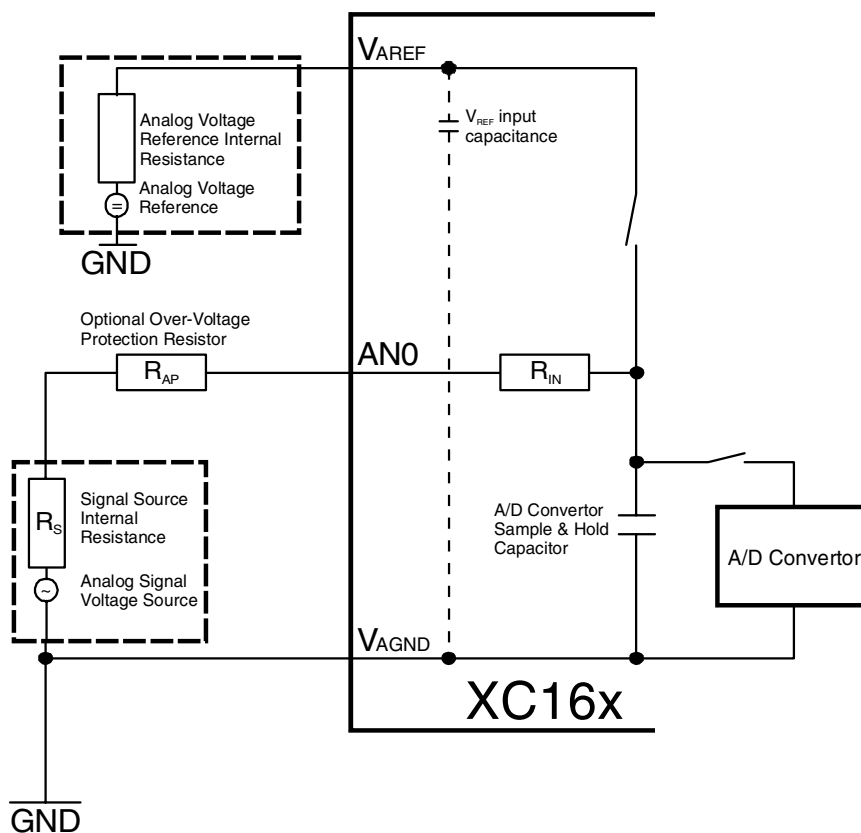 VAREF
Analog Voltage
Reference Internal
Resistance
Analog Voltage
Reference
=
GND
VREF input
capacitance
Optional Over-Voltage
Protection Resistor
RAP
AN0
RIN
RS
Signal Source
Internal
Resistance
Analog Signal
Voltage Source
~
A/D Convertor
Sample & Hold
Capacitor
A/D Convertor
VAGND
XC16x
GND